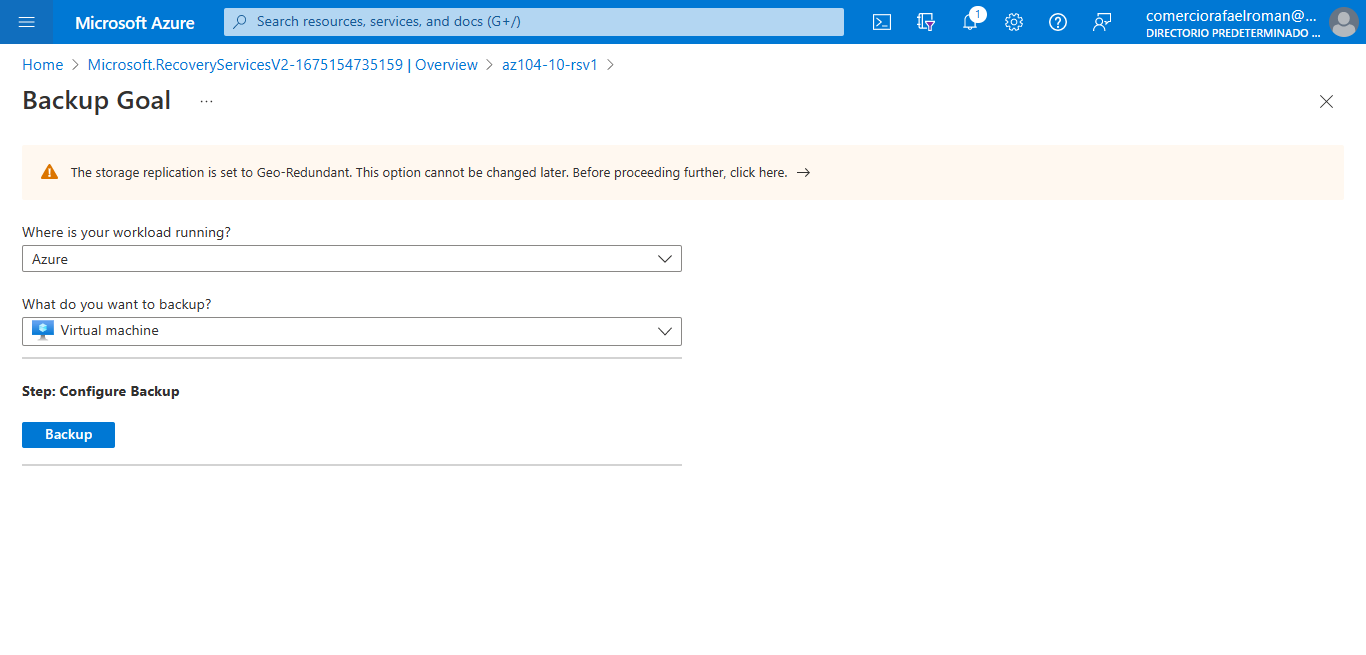 Microsoft Azure
Search resources, services, and docs (G+/)
1
comerciorafaelroman@...
DIRECTORIO PREDETERMINADO ...
Home > Microsoft.RecoveryServicesV2-1675154735159 | Overview > az104-10-rsv1 >
Backup Goal ...
The storage replication is set to Geo-Redundant. This option cannot be changed later. Before proceeding further, click here. →
Where is your workload running?
Azure
What do you want to backup?
Virtual machine
Step: Configure Backup
Backup